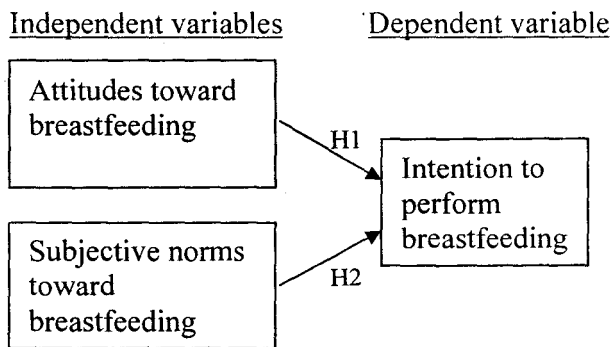 Independent variables
Dependent variable
Attitudes toward
breastfeeding
H1
Intention to
perform
breastfeeding
Subjective norms
toward
breastfeeding
H2